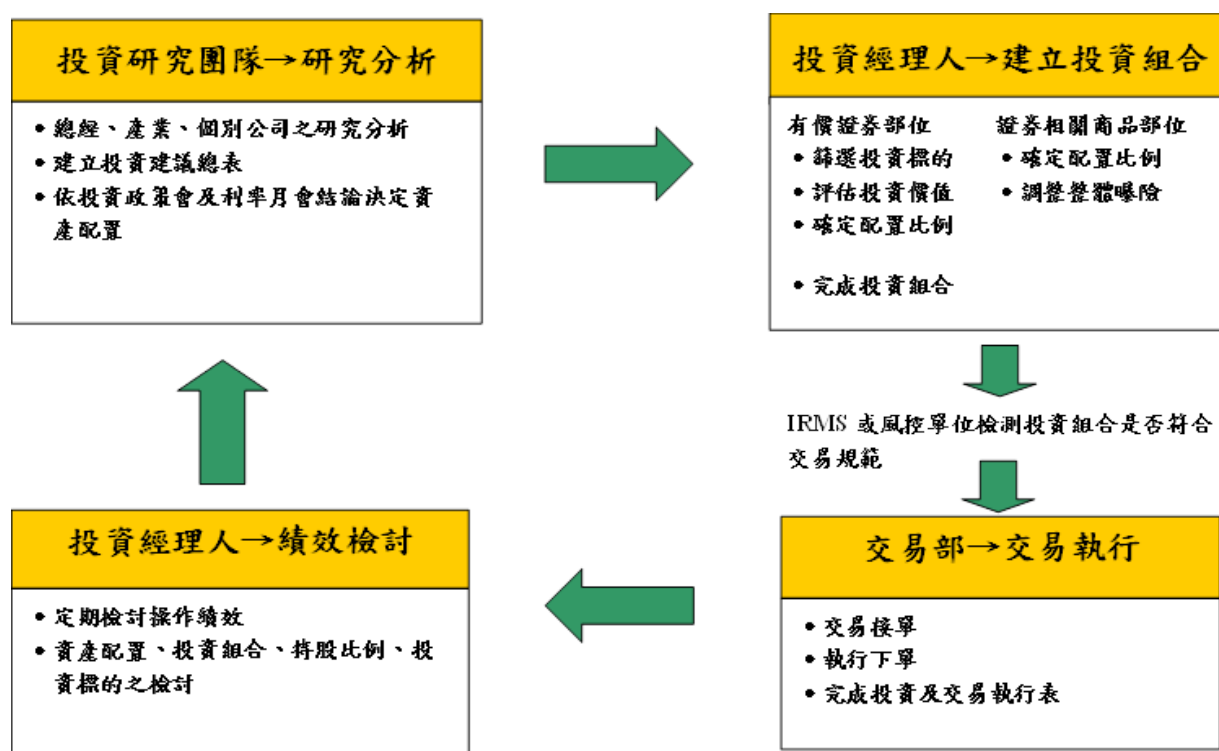 投資研究團隊→研究分析
• 總經、產業、個別公司之研究分析
• 建立投資建議總表
• 依投資政策會及利率月會結論決定資
產配置
投資經理人→建立投資組合
有價證券部位
• 篩選投資標的
• 評估投資價值
• 確定配置比例
• 完成投資組合
證券相關商品部位
• 確定配置比例
• 調整整體曝險
IRMS 或風控單位檢測投資組合是否符合
交易規範
交易部→交易執行
• 交易接單
• 執行下單
• 完成投資及交易執行表
投資經理人→績效檢討
• 定期檢討操作績效
• 資產配置、投資組合、持股比例、投
資標的之檢討